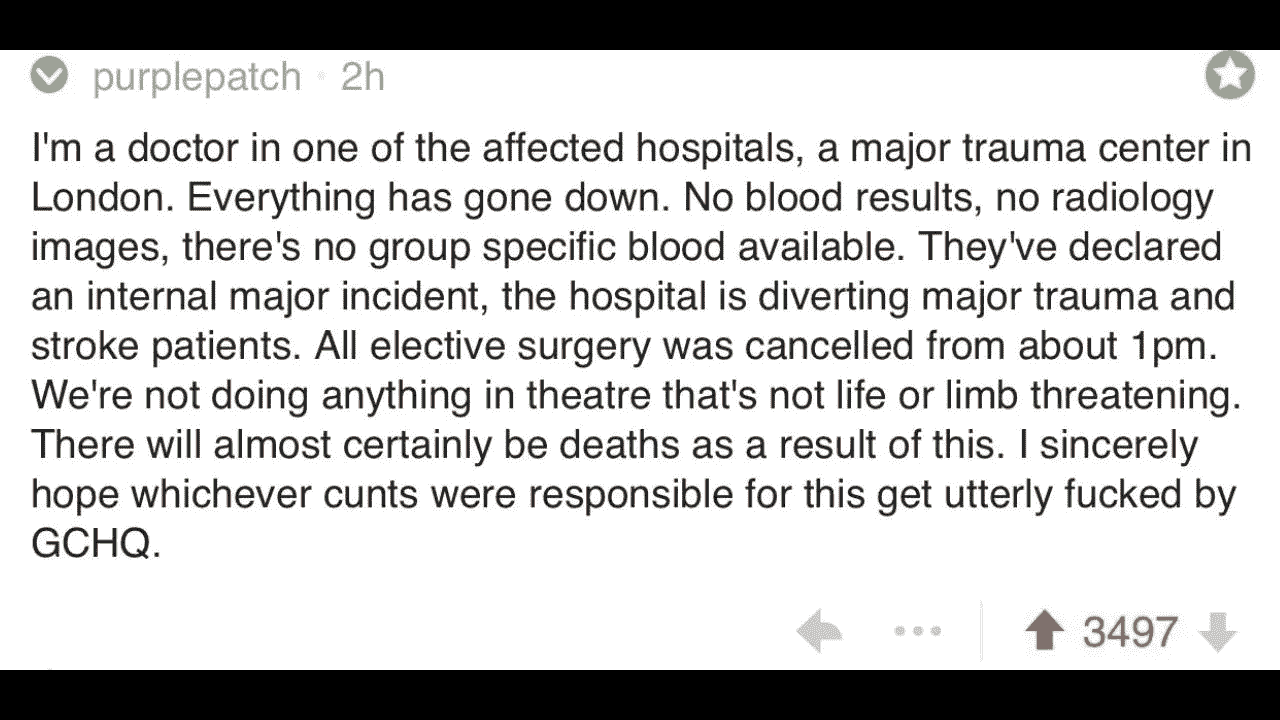 purplepatch · 2h
I'm a doctor in one of the affected hospitals, a major trauma center in
London. Everything has gone down. No blood results, no radiology
images, there's no group specific blood available. They've declared
an internal major incident, the hospital is diverting major trauma and
stroke patients. All elective surgery was cancelled from about 1pm.
We're not doing anything in theatre that's not life or limb threatening.
There will almost certainly be deaths as a result of this. I sincerely
hope whichever cunts were responsible for this get utterly fucked by
GCHQ.
3497